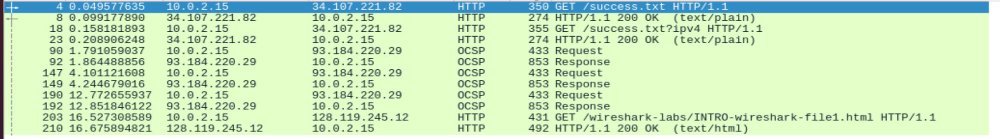 4 0.049577635 10.0.2.15 34.107.221.82 HTTP 350 GET /success.txt HTTP/1.1
8 0.099177890 34.107.221.82 10.0.2.15 HTTP 274 HTTP/1.1 200 OK (text/plain)
18 0.158181893 10.0.2.15 34.107.221.82 HTTP 355 GET /success.txt?ipv4 HTTP/1.1
23 0.208906248 34.107.221.82 10.0.2.15 HTTP 274 HTTP/1.1 200 OK (text/plain)
90 1.791059037 10.0.2.15 93.184.220.29 OCSP 433 Request
92 1.864488856 93.184.220.29 10.0.2.15 OCSP 853 Response
147 4.101121608 10.0.2.15 93.184.220.29 OCSP 433 Request
149 4.244679016 93.184.220.29 10.0.2.15 OCSP 853 Response
190 12.772655937 10.0.2.15 93.184.220.29 OCSP 433 Request
192 12.851846122 93.184.220.29 10.0.2.15 OCSP 853 Response
203 16.527308589 10.0.2.15 128.119.245.12 HTTP 431 GET /wireshark-labs/INTRO-wireshark-file1.html HTTP/1.1
210 16.675894821 128.119.245.12 10.0.2.15 HTTP 492 HTTP/1.1 200 OK (text/html)